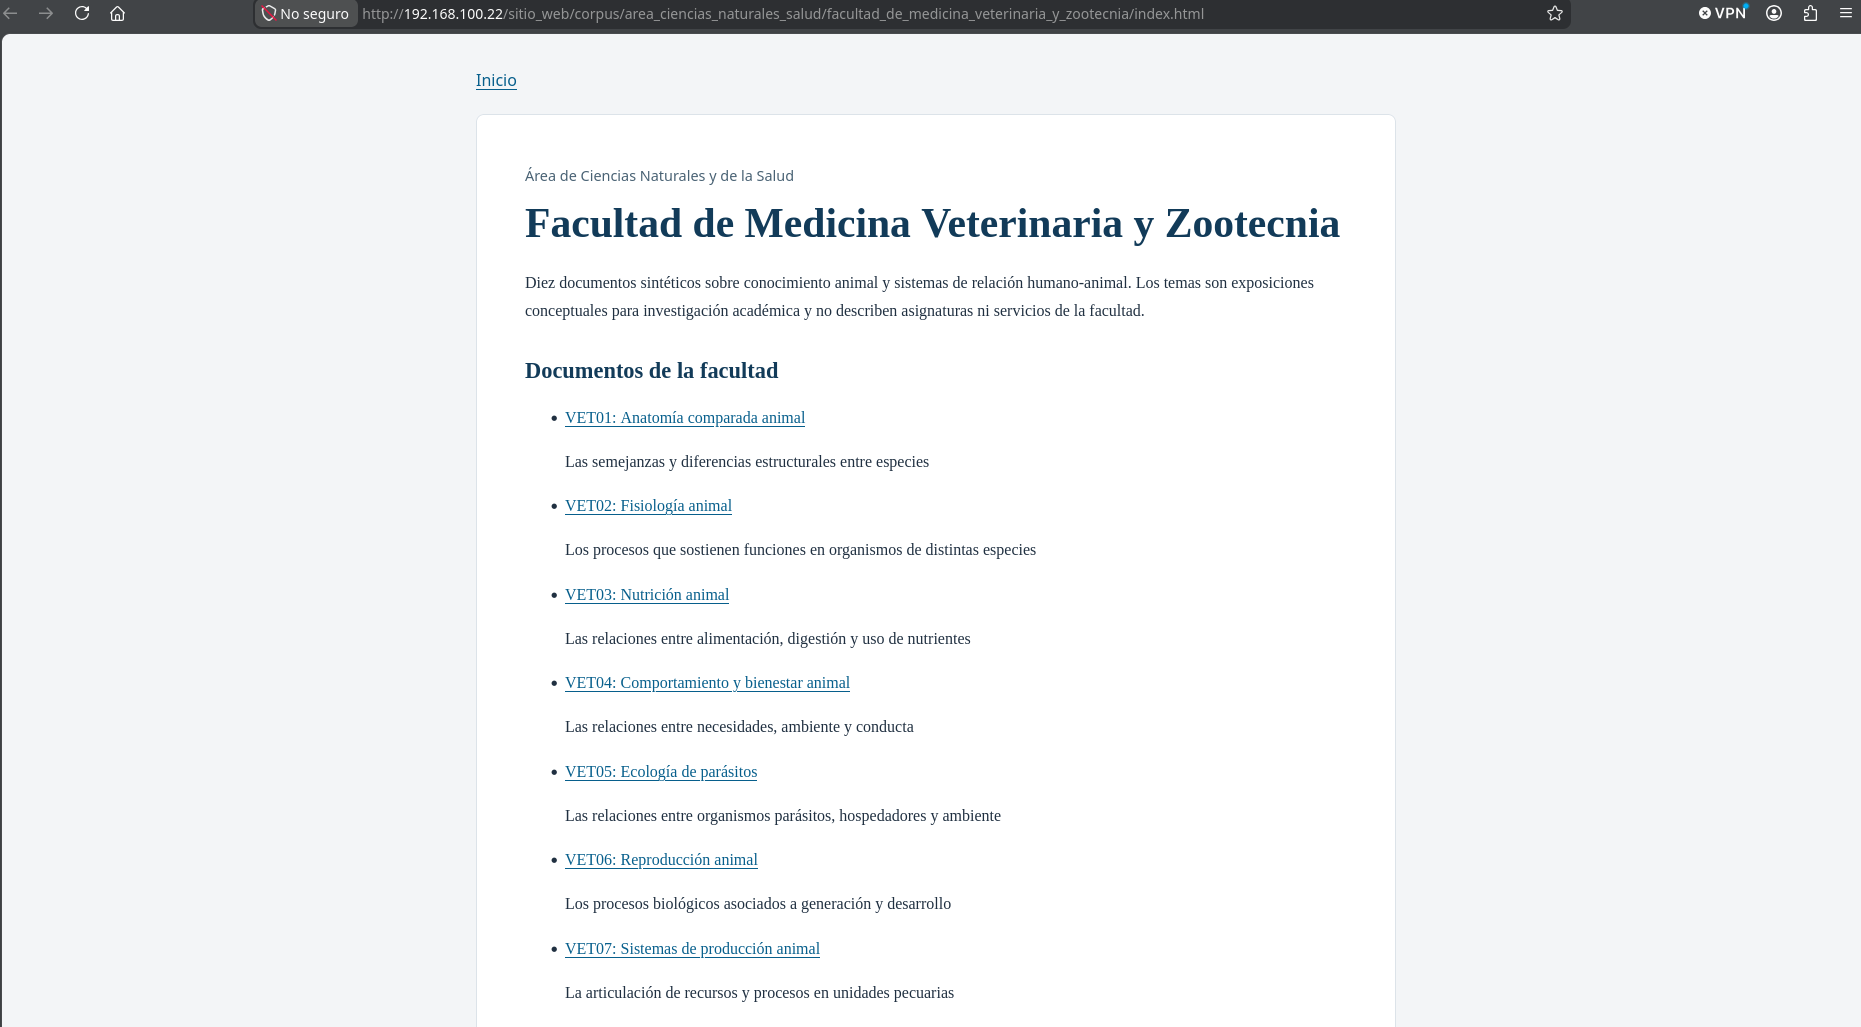 No seguro
http://192.168.100.22/sitio_web/corpus/area_ciencias_naturales_salud/facultad_de_medicina_veterinaria_y_zootecnia/index.html
VPN
Inicio
Área de Ciencias Naturales y de la Salud
Facultad de Medicina Veterinaria y Zootecnia
Diez documentos sintéticos sobre conocimiento animal y sistemas de relación humano-animal. Los temas son exposiciones
conceptuales para investigación académica y no describen asignaturas ni servicios de la facultad.
Documentos de la facultad
• VET01: Anatomía comparada animal
Las semejanzas y diferencias estructurales entre especies
• VET02: Fisiología animal
Los procesos que sostienen funciones en organismos de distintas especies
• VET03: Nutrición animal
Las relaciones entre alimentación, digestión y uso de nutrientes
• VET04: Comportamiento y bienestar animal
Las relaciones entre necesidades, ambiente y conducta
• VET05: Ecología de parásitos
Las relaciones entre organismos parásitos, hospedadores y ambiente
• VET06: Reproducción animal
Los procesos biológicos asociados a generación y desarrollo
• VET07: Sistemas de producción animal
La articulación de recursos y procesos en unidades pecuarias